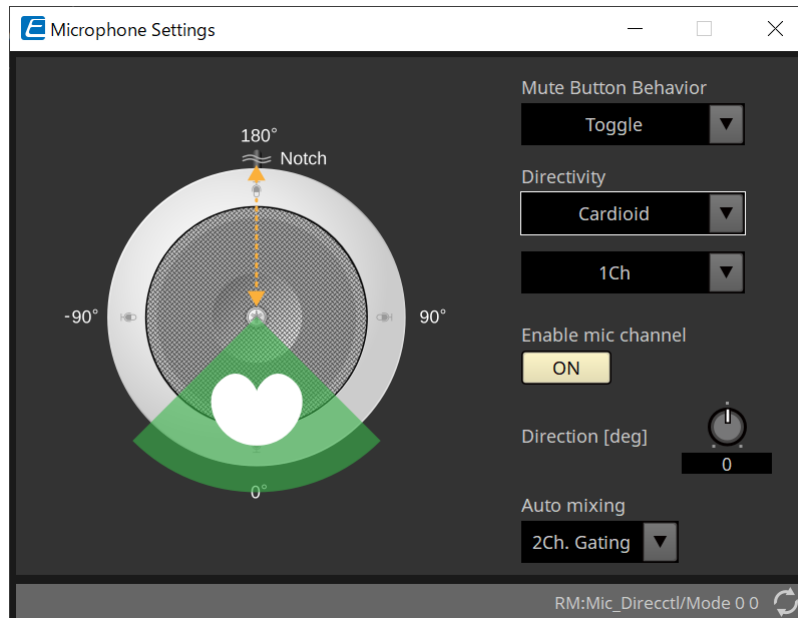 Microphone Settings
Mute Button Behavior
Toggle
180°
Notch
Directivity
Cardioid
1Ch
-90°
90°
Enable mic channel
ON
Direction [deg]
0
0°
Auto mixing
2Ch. Gating
RM:Mic_Direcctl/Mode 0 0